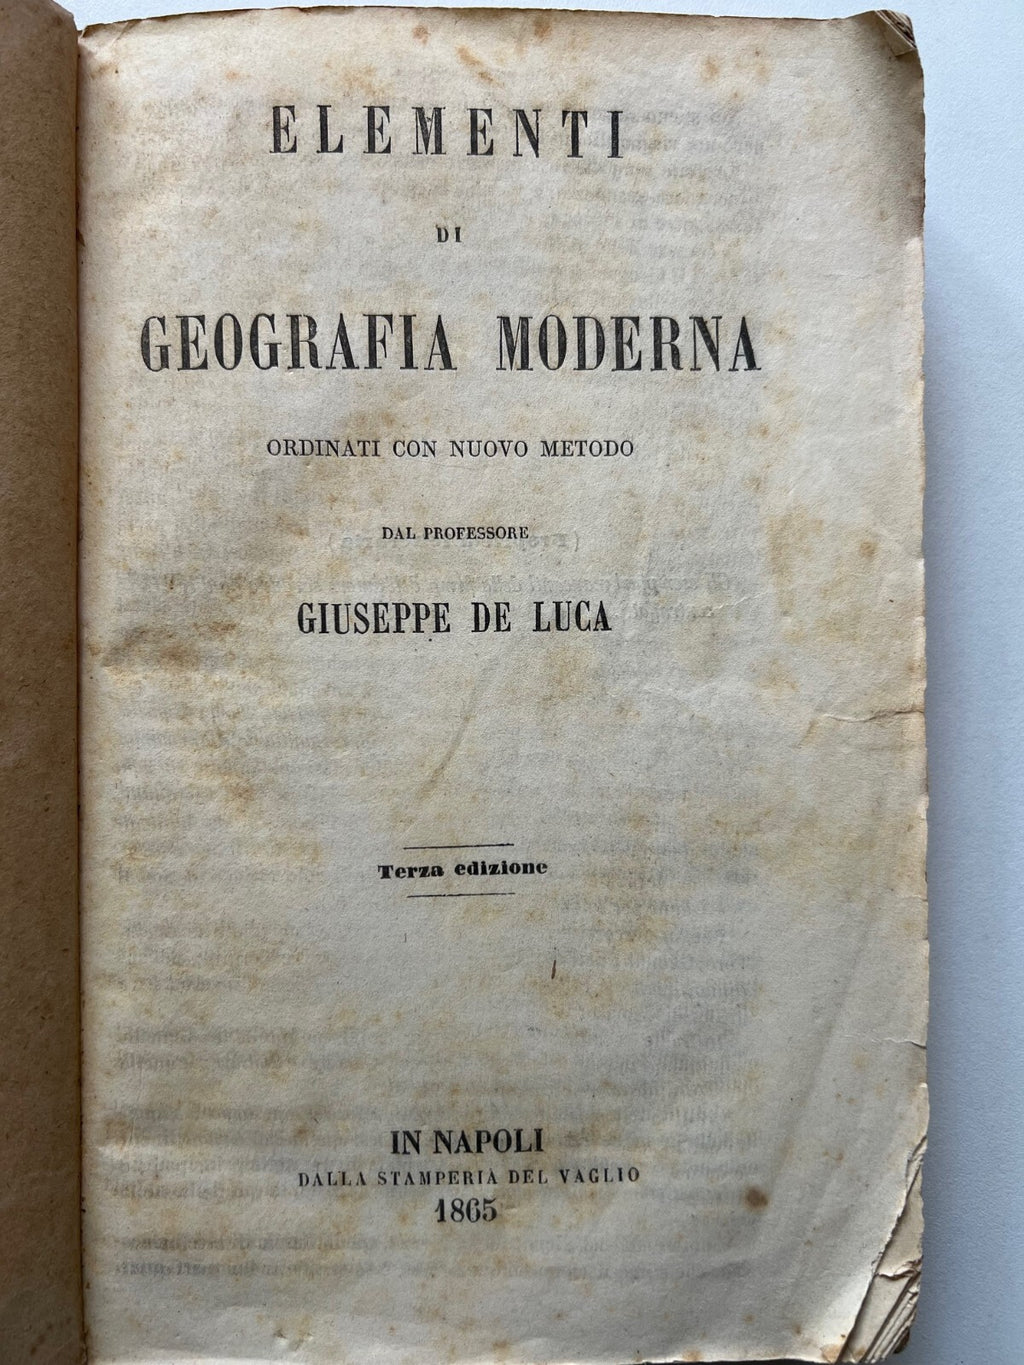 ELEMENTI
DI
GEOGRAFIA MODERNA
ORDINATI CON NUOVO METODO
DAL PROFESSORE
GIUSEPPE DE LUCA
Terza edizione
IN NAPOLI
DALLA STAMPERIA DEL VAGLIO
1865